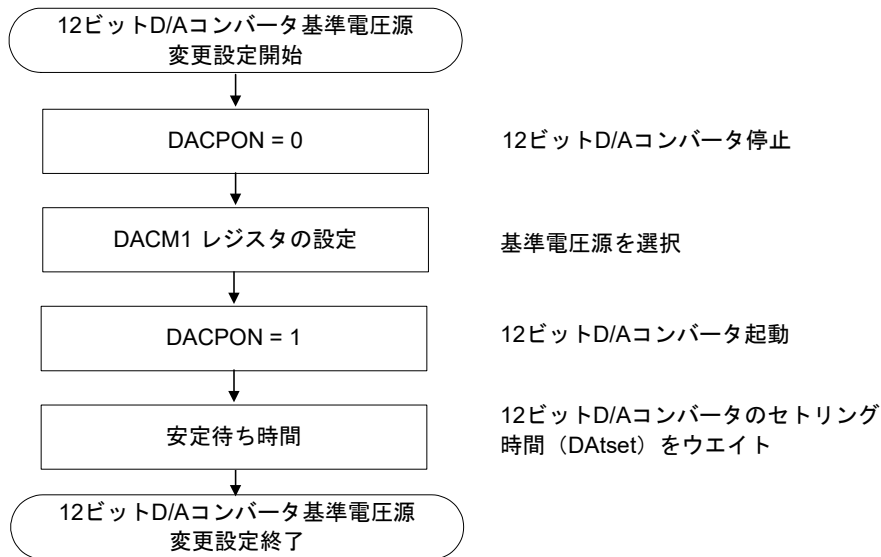 12ビットD/Aコンバータ基準電圧源
変更設定開始
DACPON = 0
12ビットD/Aコンバータ停止
DACM1 レジスタの設定
基準電圧源を選択
DACPON = 1
12ビットD/Aコンバータ起動
安定待ち時間
12ビットD/Aコンバータのセトリング
時間（DAtset）をウエイト
12ビットD/Aコンバータ基準電圧源
変更設定終了